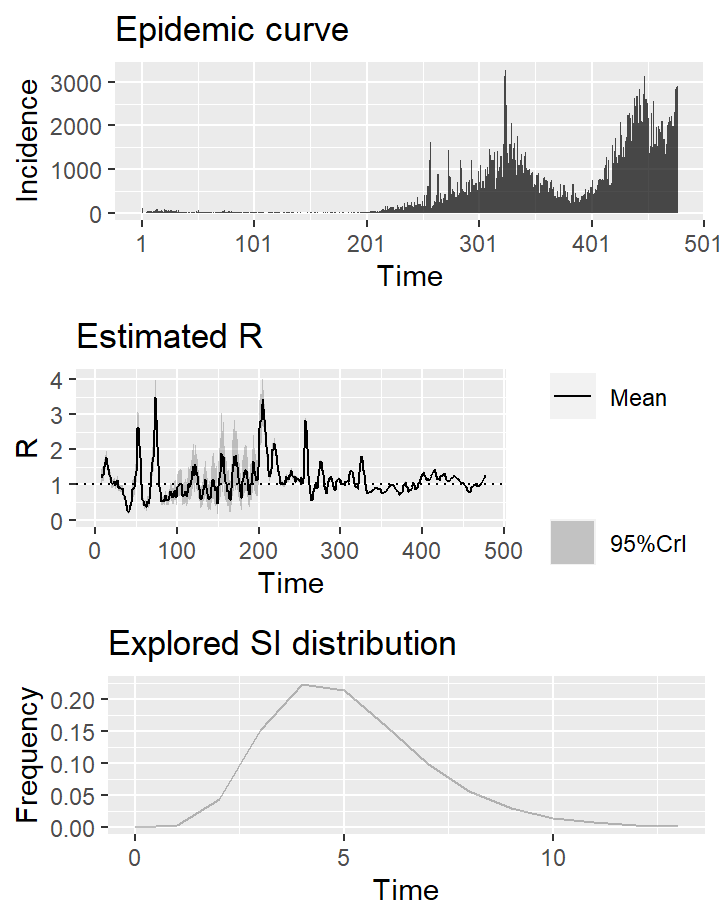 Epidemic curve
3000
2000
1000
0
Incidence
1
101
201
301
401
501
Time
Estimated R
4
3
2
1
0
R
0
100
200
300
400
500
Time
Mean
95%CrI
Explored SI distribution
0.20
0.15
0.10
0.05
0.00
Frequency
0
5
10
Time